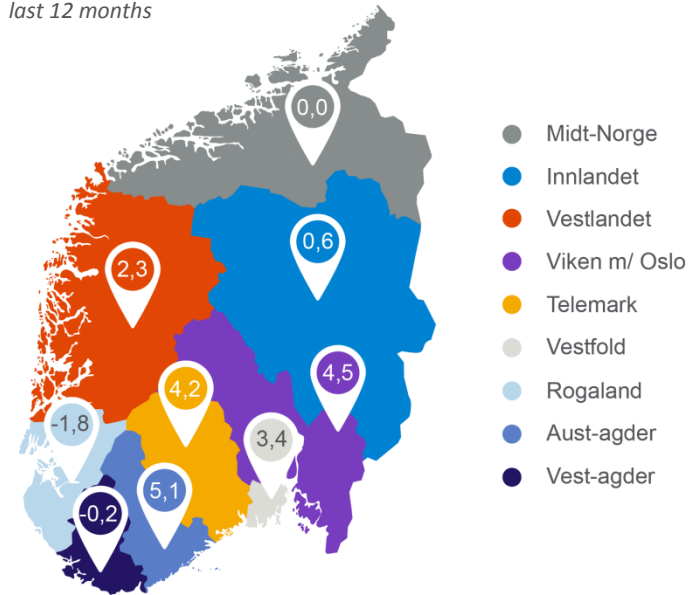 last 12 months
0,0
0,6
2,3
4,5
4,2
3,4
-1,8
5,1
-0,2
Midt-Norge
Innlandet
Vestlandet
Viken m/ Oslo
Telemark
Vestfold
Rogaland
Aust-agder
Vest-agder